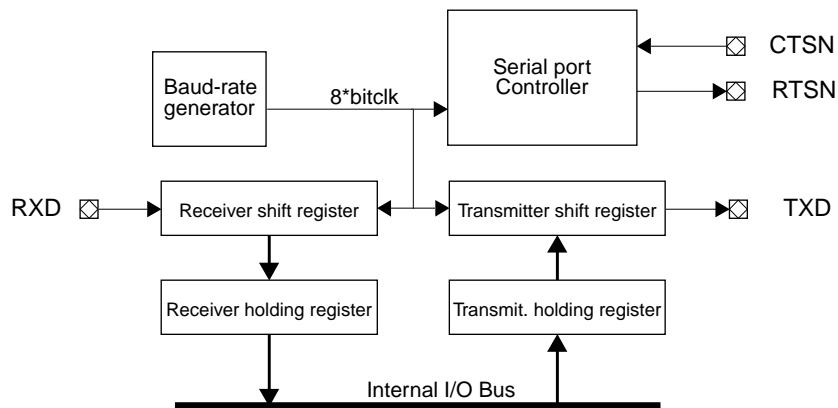 CTSN
Baud-rate
generator
8*bitclk
Serial port
Controller
RTSN
RXD
Receiver shift register
Transmitter shift register
TXD
Receiver holding register
Transmit. holding register
Internal I/O Bus